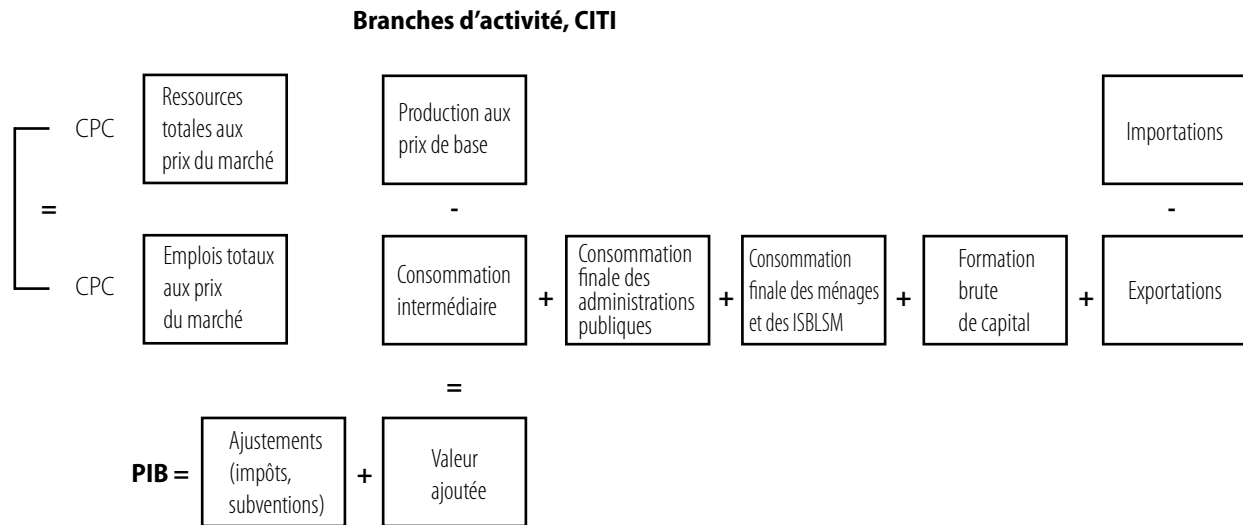 Branches d’activité, CITI
CPC
Ressources
totales aux
prix du marché
Production aux
prix de base
Importations
=
-
-
CPC
Emplois totaux
aux prix
du marché
Consommation
intermédiaire
+
Consommation
finale des
administrations
publiques
+
Consommation
finale des ménages
et des ISBLSM
+
Formation
brute
de capital
+
Exportations
=
PIB =
Ajustements
(impôts,
subventions)
+
Valeur
ajoutée